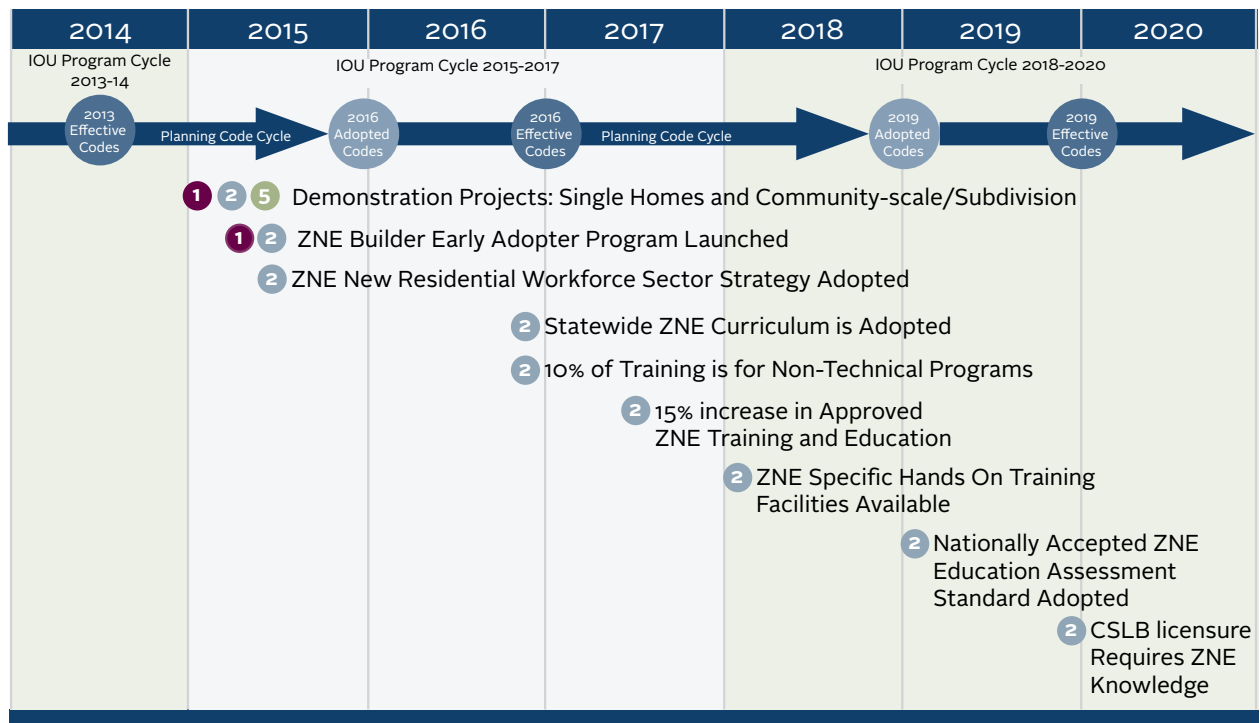 2014 2015 2016 2017 2018 2019 2020
IOU Program Cycle
2013-14
IOU Program Cycle 2015-2017
IOU Program Cycle 2018-2020
2013
Effective
Codes
Planning Code Cycle
2016
Adopted
Codes
2016
Effective
Codes
Planning Code Cycle
2019
Adopted
Codes
2019
Effective
Codes
1 2 5 Demonstration Projects: Single Homes and Community-scale/Subdivision
1 2 ZNE Builder Early Adopter Program Launched
2 ZNE New Residential Workforce Sector Strategy Adopted
2 Statewide ZNE Curriculum is Adopted
2 10% of Training is for Non-Technical Programs
2 15% increase in Approved
ZNE Training and Education
2 ZNE Specific Hands On Training
Facilities Available
2 Nationally Accepted ZNE
Education Assessment
Standard Adopted
2 CSLB licensure
Requires ZNE
Knowledge